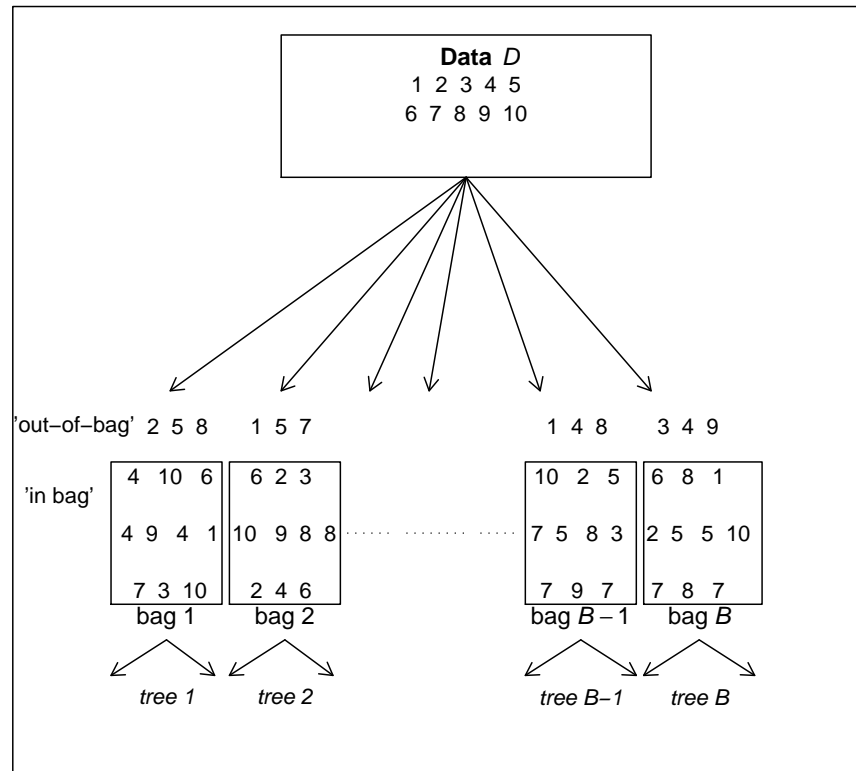 Data D
1 2 3 4 5
6 7 8 9 10
'out−of−bag' 2 5 8 1 5 7 1 4 8 3 4 9
'in bag'
4 10 6 6 2 3 10 2 5 6 8 1
4 9 4 1 10 9 8 8 7 5 8 3 2 5 5 10
7 3 10 2 4 6 7 9 7 7 8 7
bag 1 bag 2 bag B − 1 bag B
tree 1 tree 2 tree B−1 tree B